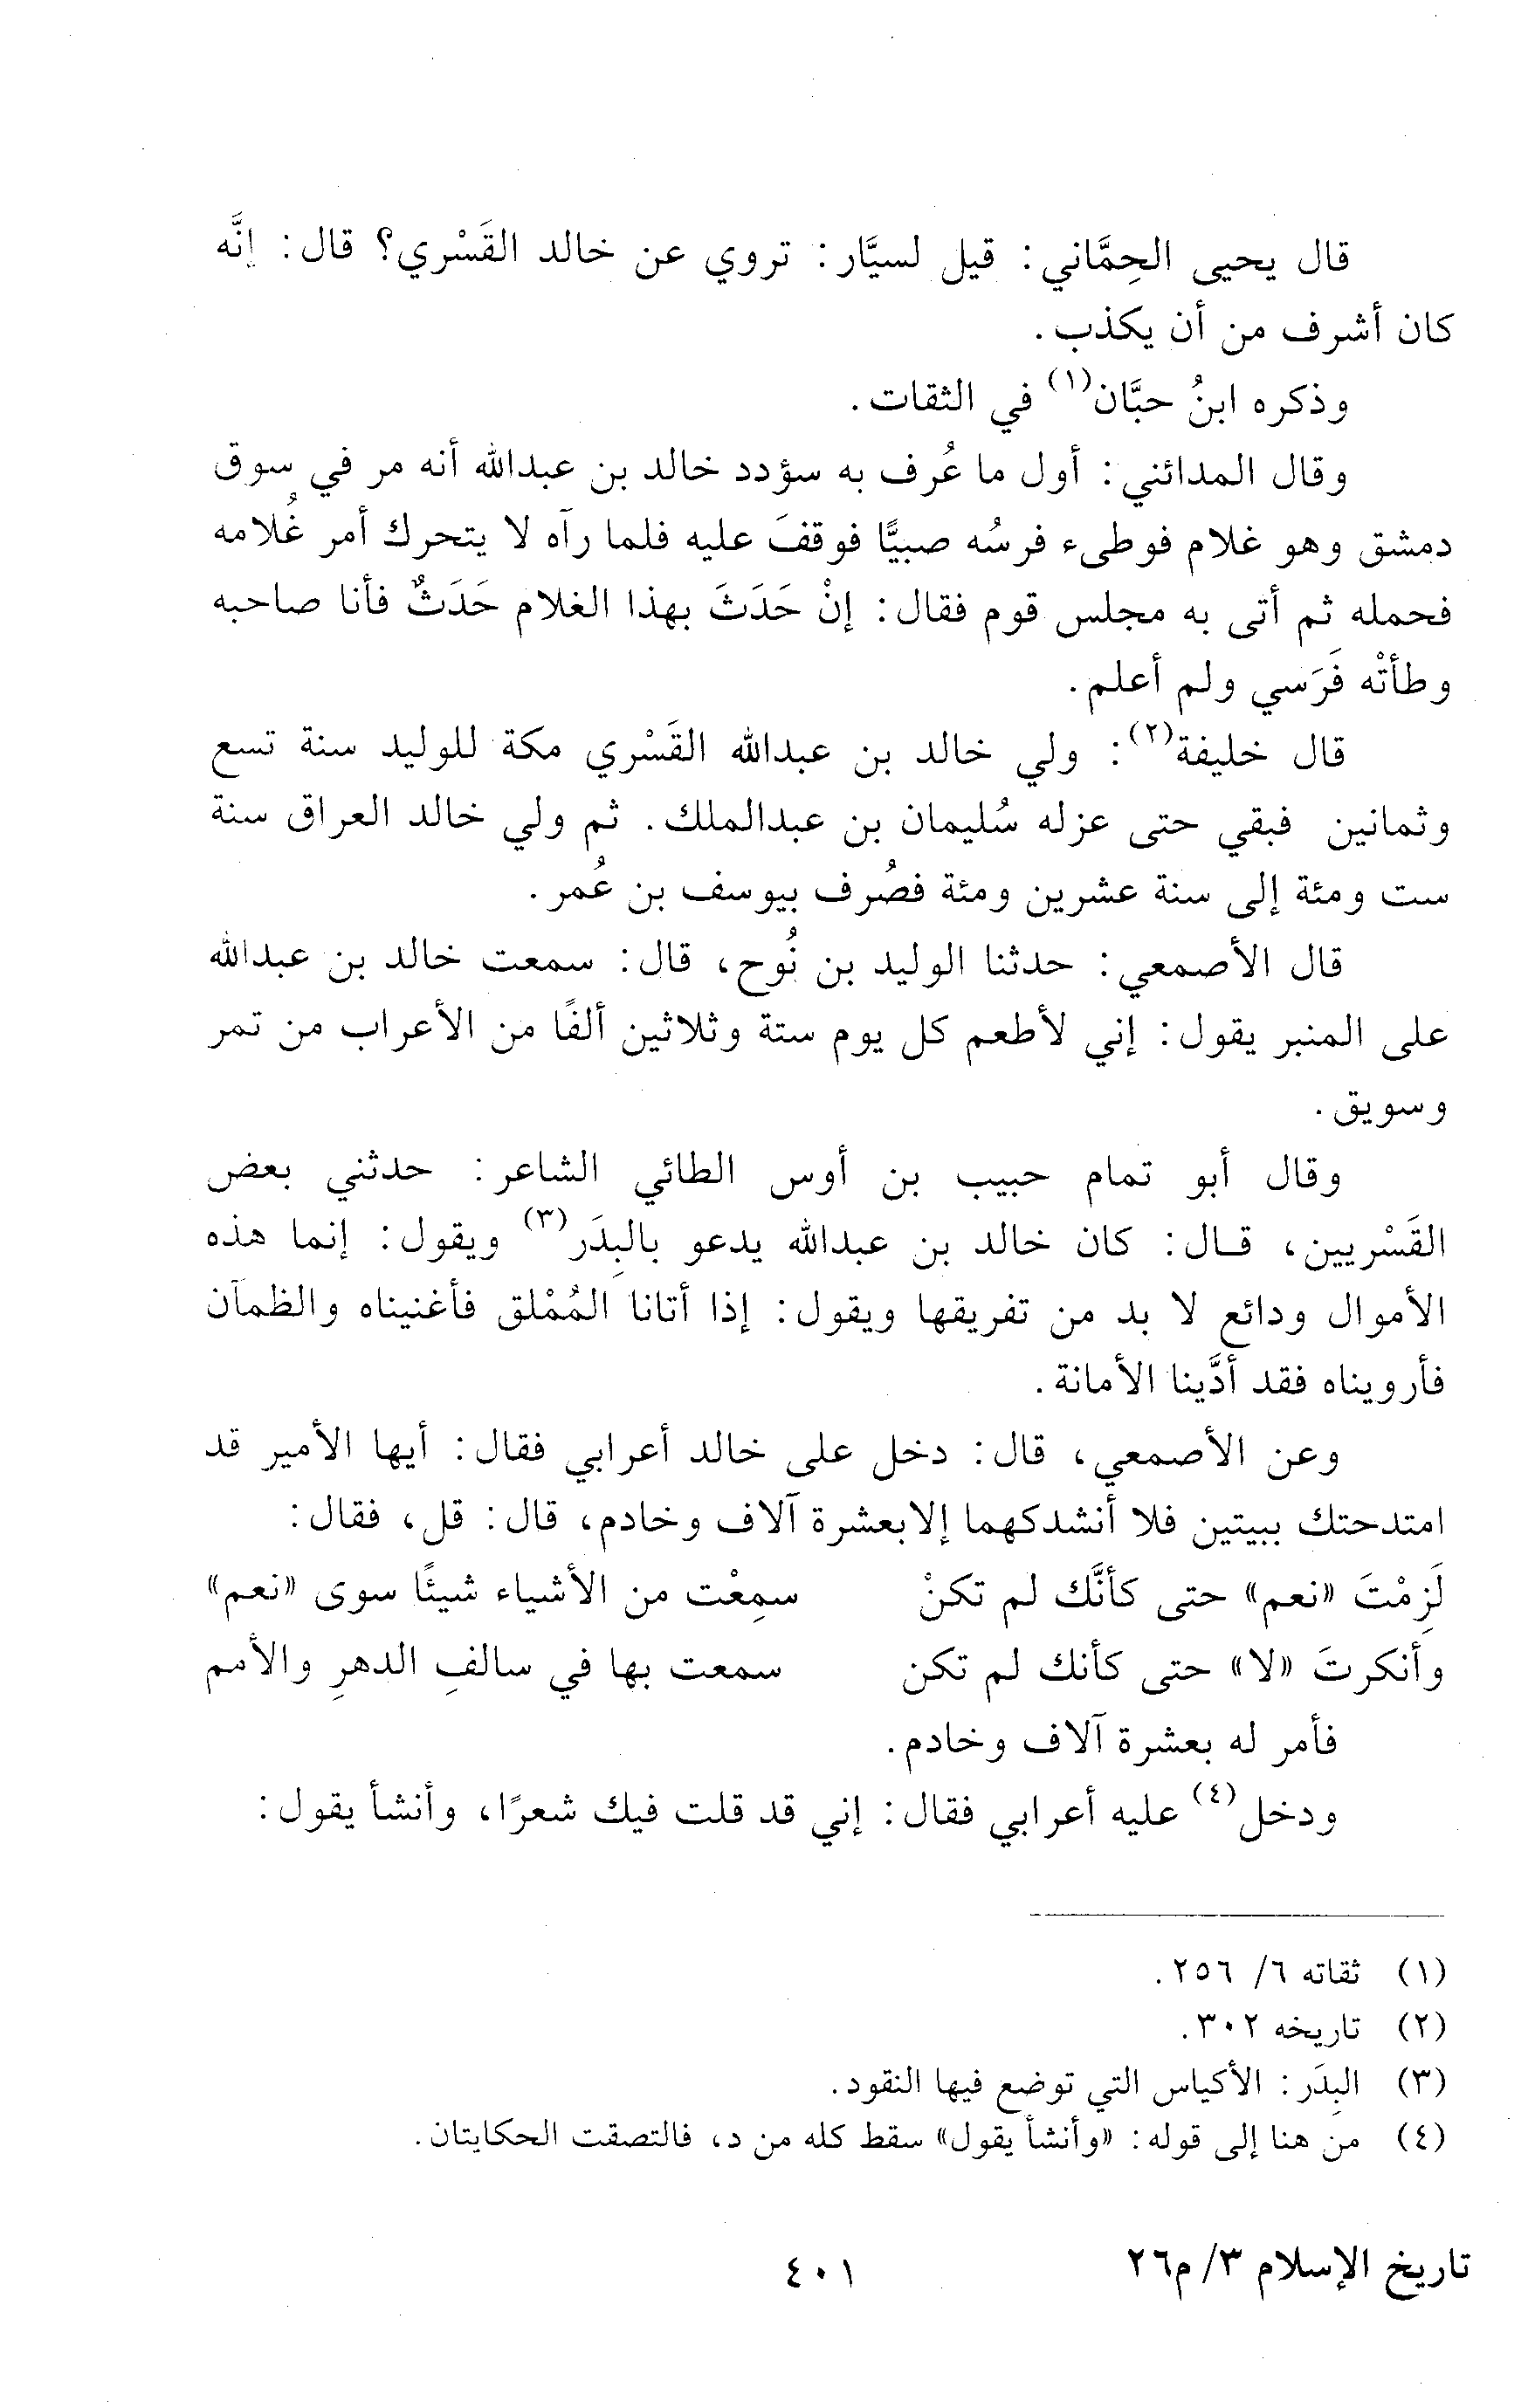 قال يحيى الحِمَّاني: قيل لسيَّار: تروي عن خالد القَسْري؟ قال: إنَّه
كان أشرف من أن يكذب.
وذكره ابنُ حبَّان(١) في الثقات.
وقال المدائني: أول ما عُرف به سؤدد خالد بن عبدالله أنه مر في سوق
دمشق وهو غلام فوطىء فرسُه صبيًّا فوقفَ عليه فلما رآه لا يتحرك أمر غُلامه
فحمله ثم أتى به مجلس قوم فقال: إنْ حَدَثَ بهذا الغلام حَدَثٌ فأنا صاحبه
وطأتْه فَرَسي ولم أعلم.
قال خليفة(٢): ولي خالد بن عبدالله القَسْري مكة للوليد سنة تسع
وثمانين فبقي حتى عزله سُليمان بن عبدالملك. ثم ولي خالد العراق سنة
ست ومئة إلى سنة عشرين ومئة فصُرف بيوسف بن عُمر.
قال الأصمعي: حدثنا الوليد بن نُوح، قال: سمعت خالد بن عبدالله
على المنبر يقول: إني لأطعم كل يوم ستة وثلاثين ألفًا من الأعراب من تمر
وسويق.
وقال أبو تمام حبيب بن أوس الطائي الشاعر: حدثني بعض
القَسْريين، قال: كان خالد بن عبدالله يدعو بالبِدَر(٣) ويقول: إنما هذه
الأموال ودائع لا بد من تفريقها ويقول: إذا أتانا المُمْلق فأغنيناه والظمآن
فأرويناه فقد أدَّينا الأمانة.
وعن الأصمعي، قال: دخل على خالد أعرابي فقال: أيها الأمير قد
امتدحتك ببيتين فلا أنشدكهما إلا بعشرة آلاف وخادم، قال: قل، فقال:
لَزِمْتَ «نعم» حتى كأنَّك لم تكنْ سمِعْت من الأشياء شيئًا سوى «نعم»
وأنكرتَ «لا» حتى كأنك لم تكن سمعت بها في سالفِ الدهرِ والأمم
فأمر له بعشرة آلاف وخادم.
ودخل(٤) عليه أعرابي فقال: إني قد قلت فيك شعرًا، وأنشأ يقول:
(١) ثقاته ٦/ ٢٥٦.
(٢) تاريخه ٣٠٢.
(٣) البِدَر: الأكياس التي توضع فيها النقود.
(٤) من هنا إلى قوله: «وأنشأ يقول» سقط كله من د، فالتصقت الحكايتان.
تاريخ الإسلام ٣/ م٢٦ ٤٠١